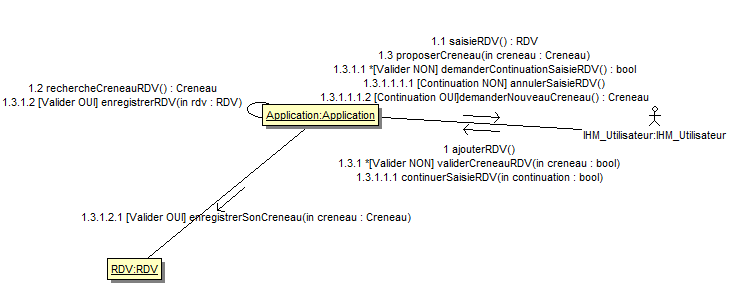 1.1 saisieRDV() : RDV
1.3 proposerCreneau(in creneau : Creneau)
1.3.1.1 *[Valider NON] demanderContinuationSaisieRDV() : bool
1.3.1.1.1.1 [Continuation NON] annulerSaisieRDV()
1.3.1.1.1.2 [Continuation OUI]demanderNouveauCreneau() : Creneau
1.2 rechercheCreneauRDV() : Creneau
1.3.1.2 [Valider OUI] enregistrerRDV(in rdv : RDV)
Application:Application
IHM_Utilisateur:IHM_Utilisateur
1 ajouterRDV()
1.3.1 *[Valider NON] validerCreneauRDV(in creneau : bool)
1.3.1.1.1 continuerSaisieRDV(in continuation : bool)
1.3.1.2.1 [Valider OUI] enregistrerSonCreneau(in creneau : Creneau)
RDV:RDV